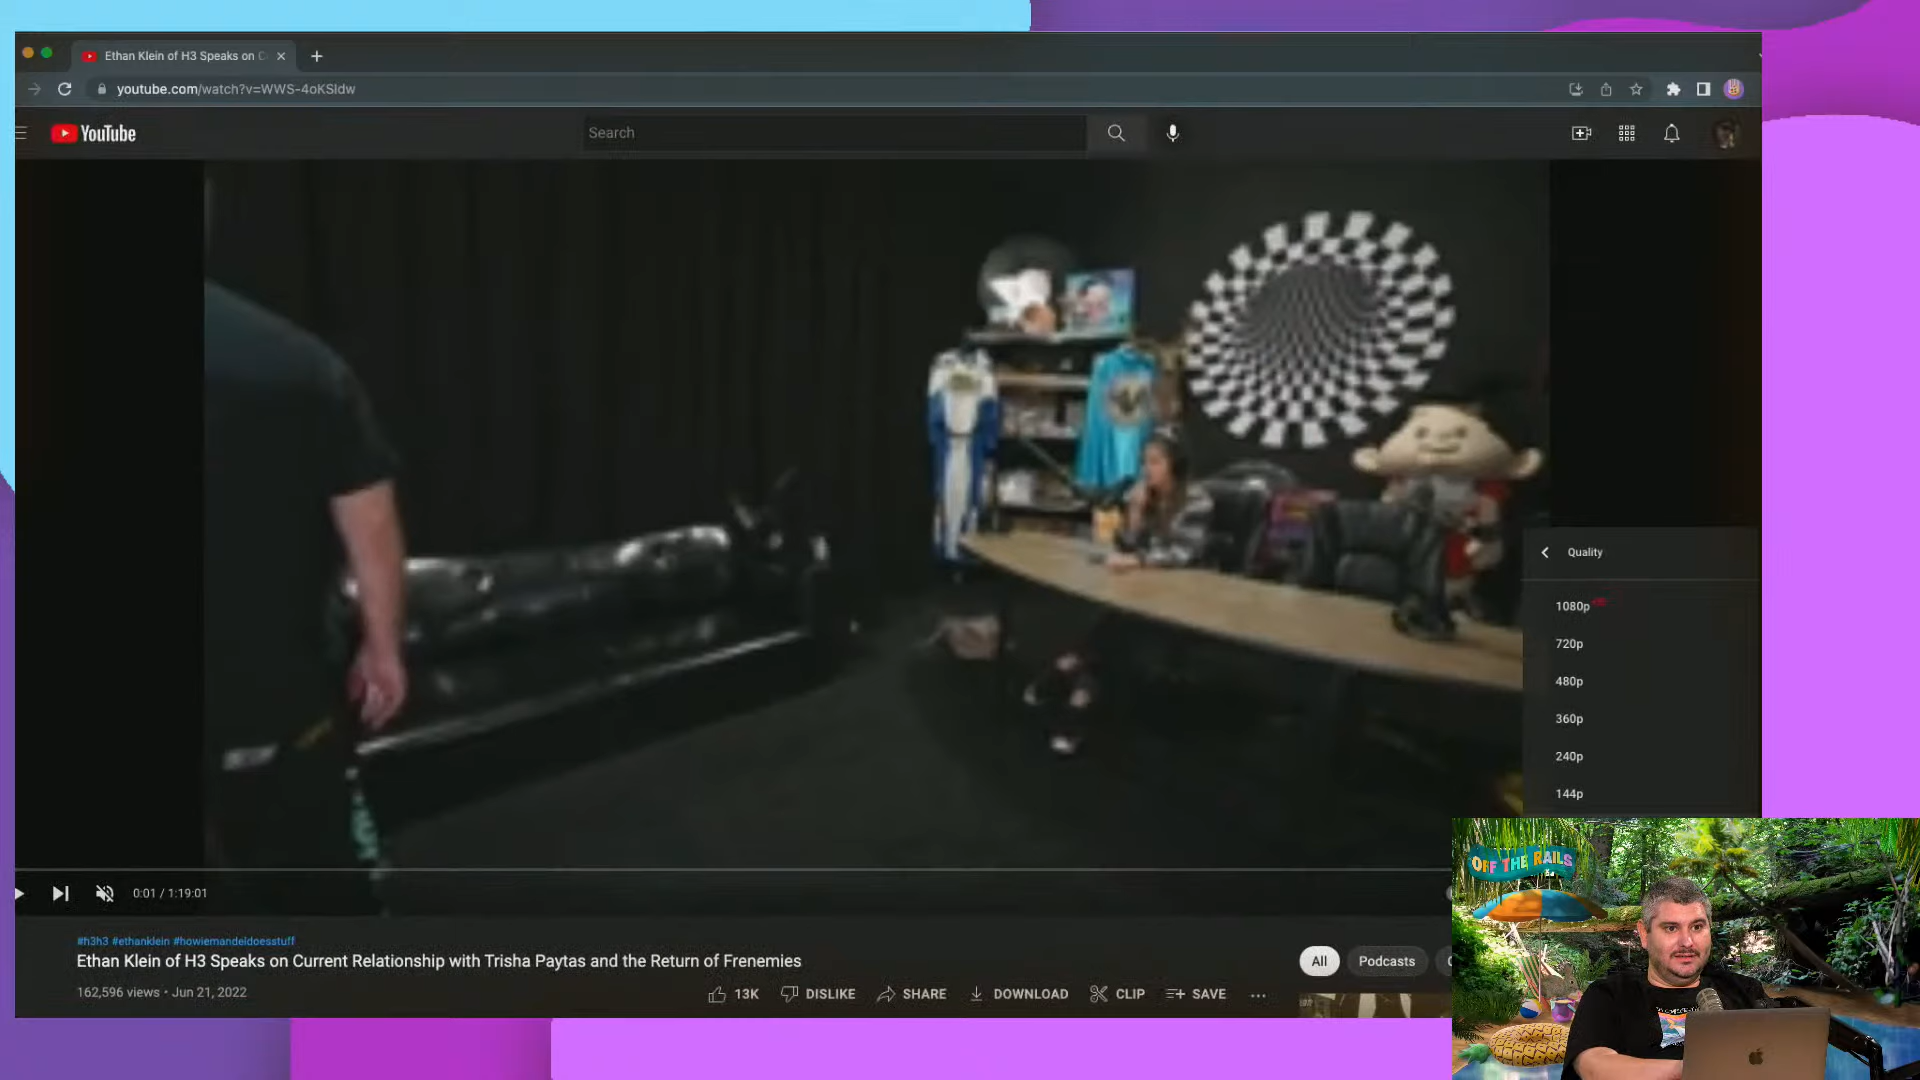 Ethan Klein of H3 Speaks on C
youtube.com/watch?v=WWS-4oKSIdw
YouTube
Search
Quality
1080p
720p
480p
360p
240p
144p
0:01 / 1:19:01
OFF THE RAILS
#h3h3 #ethanklein #howiemandeldoesstuff
Ethan Klein of H3 Speaks on Current Relationship with Trisha Paytas and the Return of Frenemies
All
Podcasts
162,596 views • Jun 21, 2022
13K
DISLIKE
SHARE
DOWNLOAD
CLIP
SAVE